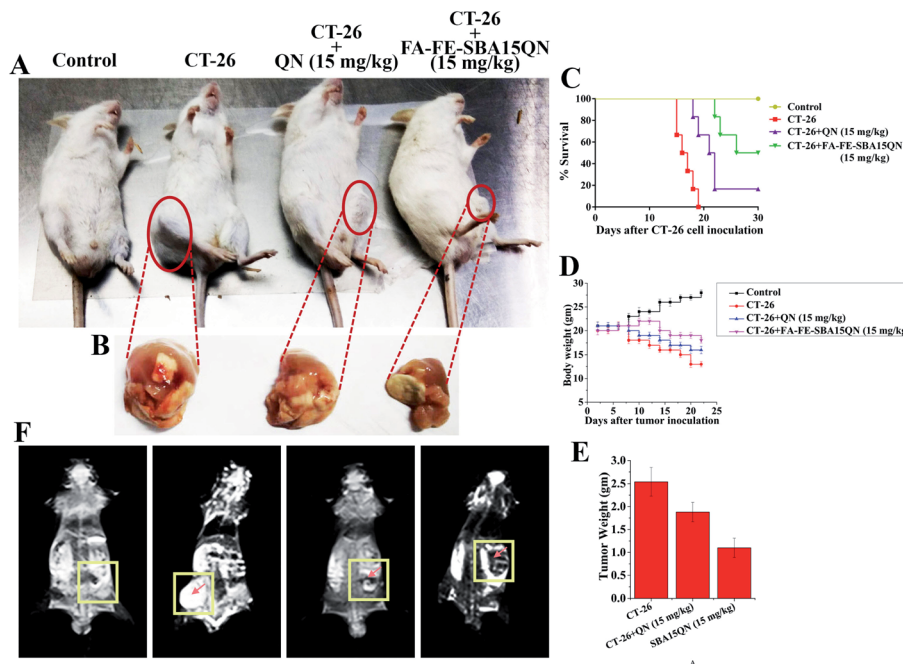 A
Control
CT-26
CT-26
+
QN (15 mg/kg)
CT-26
+
FA-FE-SBA15QN
(15 mg/kg)
B
C
% Survival
100
80
60
40
20
0
0
10
20
30
Days after CT-26 cell inoculation
Control
CT-26
CT-26+QN (15 mg/kg)
CT-26+FA-FE-SBA15QN
(15 mg/kg)
D
Body weight (gm)
30
25
20
15
10
5
0
5
10
15
20
25
Days after tumor inoculation
Control
CT-26
CT-26+QN (15 mg/kg)
CT-26+FA-FE-SBA15QN (15 mg/kg)
E
Tumor Weight (gm)
3.0
2.5
2.0
1.5
1.0
0.5
0.0
CT-26
CT-26+QN (15 mg/kg)
SBA15QN (15 mg/kg)
F